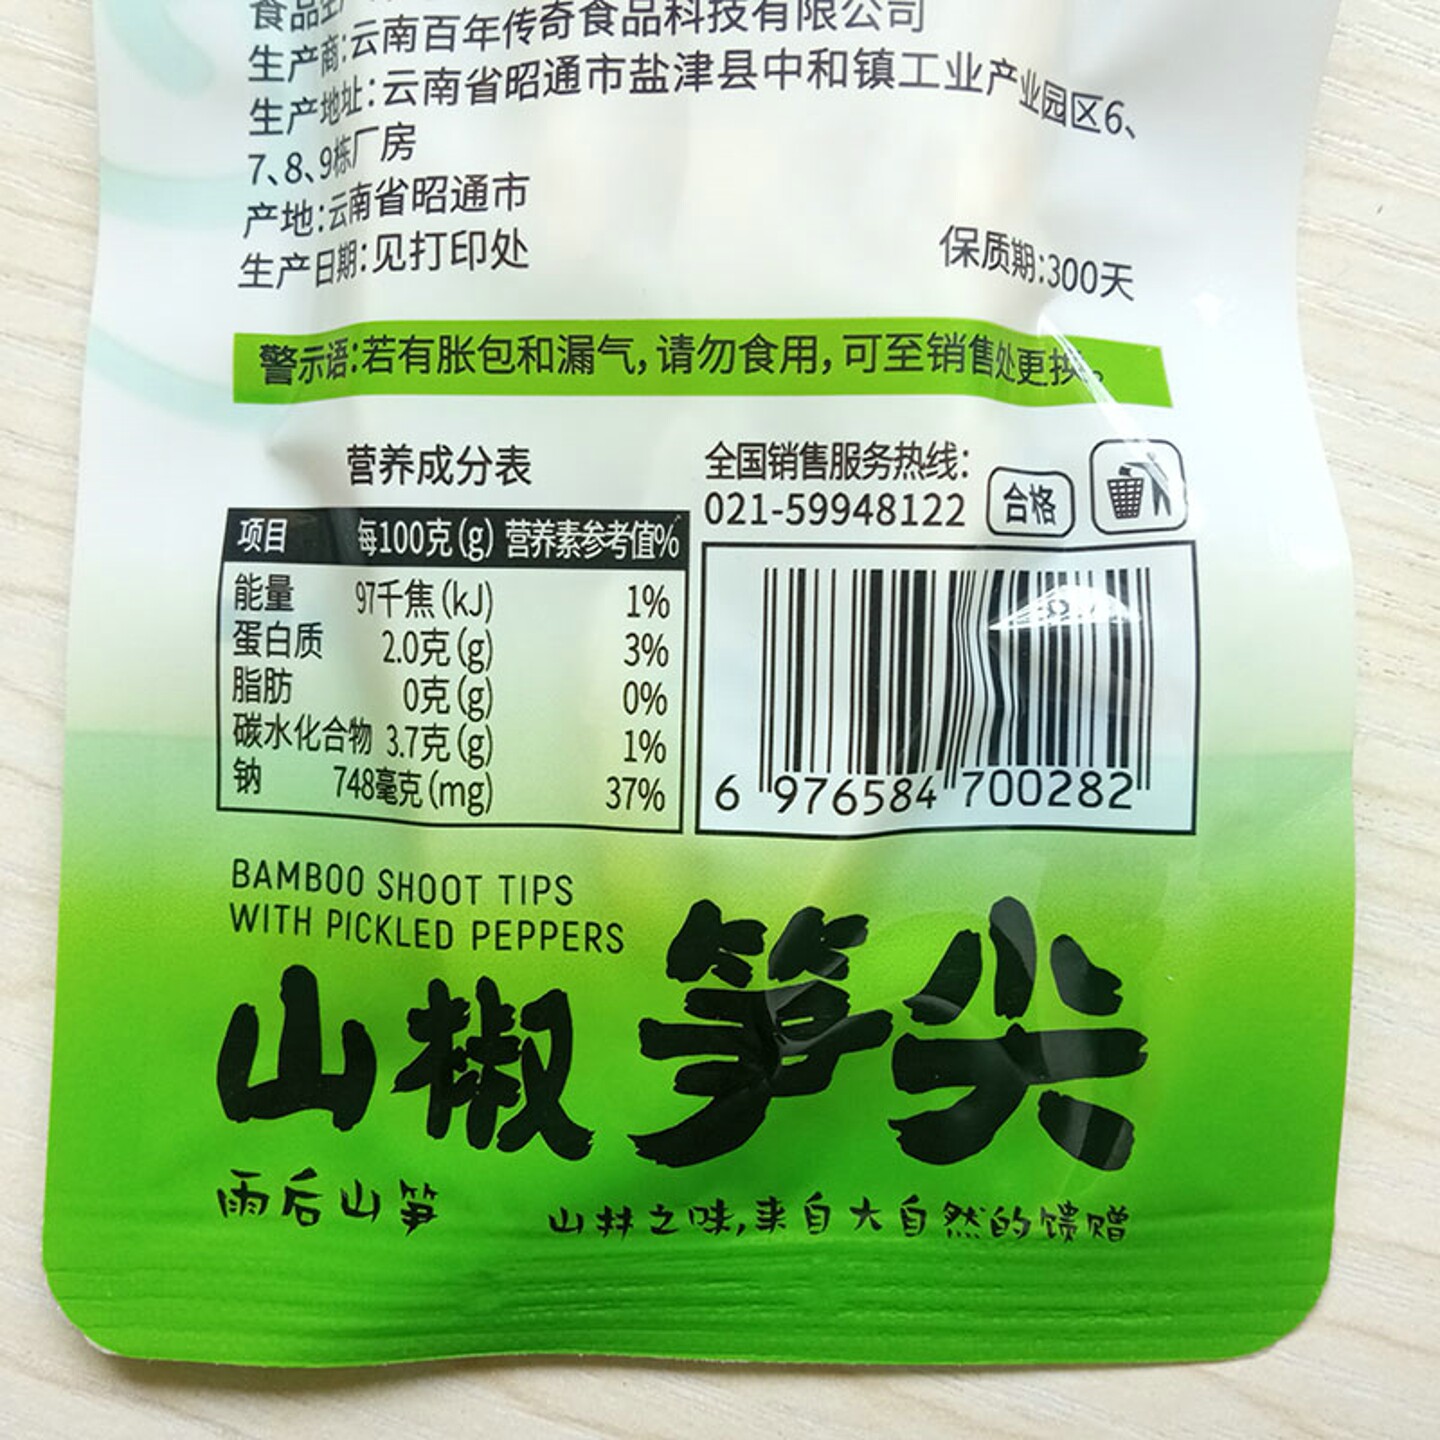 食品生产
生产商:云南百年传奇食品科技有限公司
生产地址:云南省昭通市盐津县中和镇工业产业园区6、
7、8、9栋厂房
产地:云南省昭通市
生产日期:见打印处
保质期:300天
警示语:若有胀包和漏气,请勿食用,可至销售处更换。
营养成分表
项目 每100克(g) 营养素参考值%
能量 97千焦(kJ) 1%
蛋白质 2.0克(g) 3%
脂肪 0克(g) 0%
碳水化合物 3.7克(g) 1%
钠 748毫克(mg) 37%
全国销售服务热线:
021-59948122
合格
6 976584 700282
BAMBOO SHOOT TIPS
WITH PICKLED PEPPERS
山椒笋尖
雨后山笋 山林之味,来自大自然的馈赠